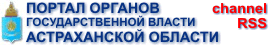 ПОРТАЛ ОРГАНОВ
ГОСУДАРСТВЕННОЙ ВЛАСТИ
АСТРАХАНСКОЙ ОБЛАСТИ
channel
RSS